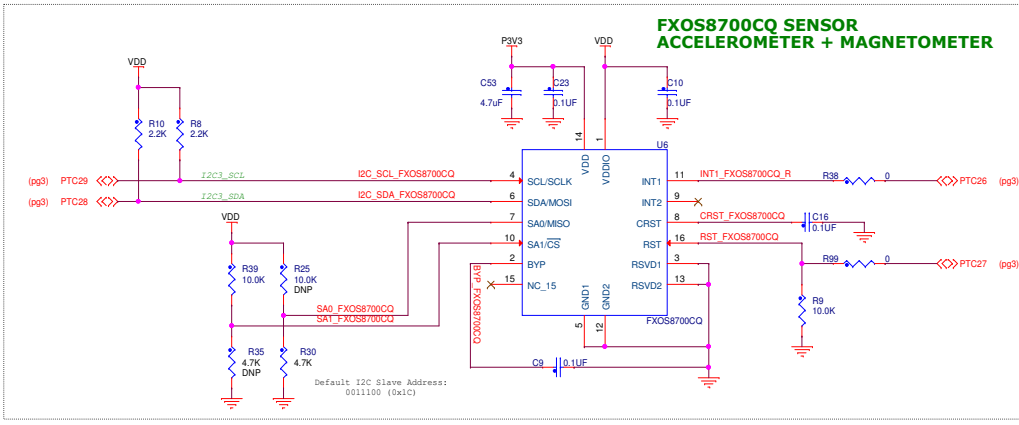 FXOS8700CQ SENSOR
ACCELEROMETER + MAGNETOMETER
P3V3
VDD
VDD
C53
4.7uF
C23
0.1UF
C10
0.1UF
R10
2.2K
R8
2.2K
14
1
U6
VDD
VDDIO
(pg3) PTC29
I2C3_SCL
I2C_SCL_FXOS8700CQ
4
SCL/SCLK
(pg3) PTC28
I2C3_SDA
I2C_SDA_FXOS8700CQ
6
SDA/MOSI
7
SA0/MISO
10
SA1/CS
2
BYP
15
NC_15
INT1
11
INT1_FXOS8700CQ_R
R38
0
PTC26 (pg3)
INT2
9
CRST
8
CRST_FXOS8700CQ
C16
0.1UF
RST
16
RST_FXOS8700CQ
RSVD1
3
R99
0
PTC27 (pg3)
RSVD2
13
GND1
GND2
5
12
FXOS8700CQ
R9
10.0K
VDD
R39
10.0K
R25
10.0K
DNP
SA0_FXOS8700CQ
SA1_FXOS8700CQ
BYP_FXOS8700CQ
R35
4.7K
DNP
R30
4.7K
C9
0.1UF
Default I2C Slave Address:
0011100 (0x1C)